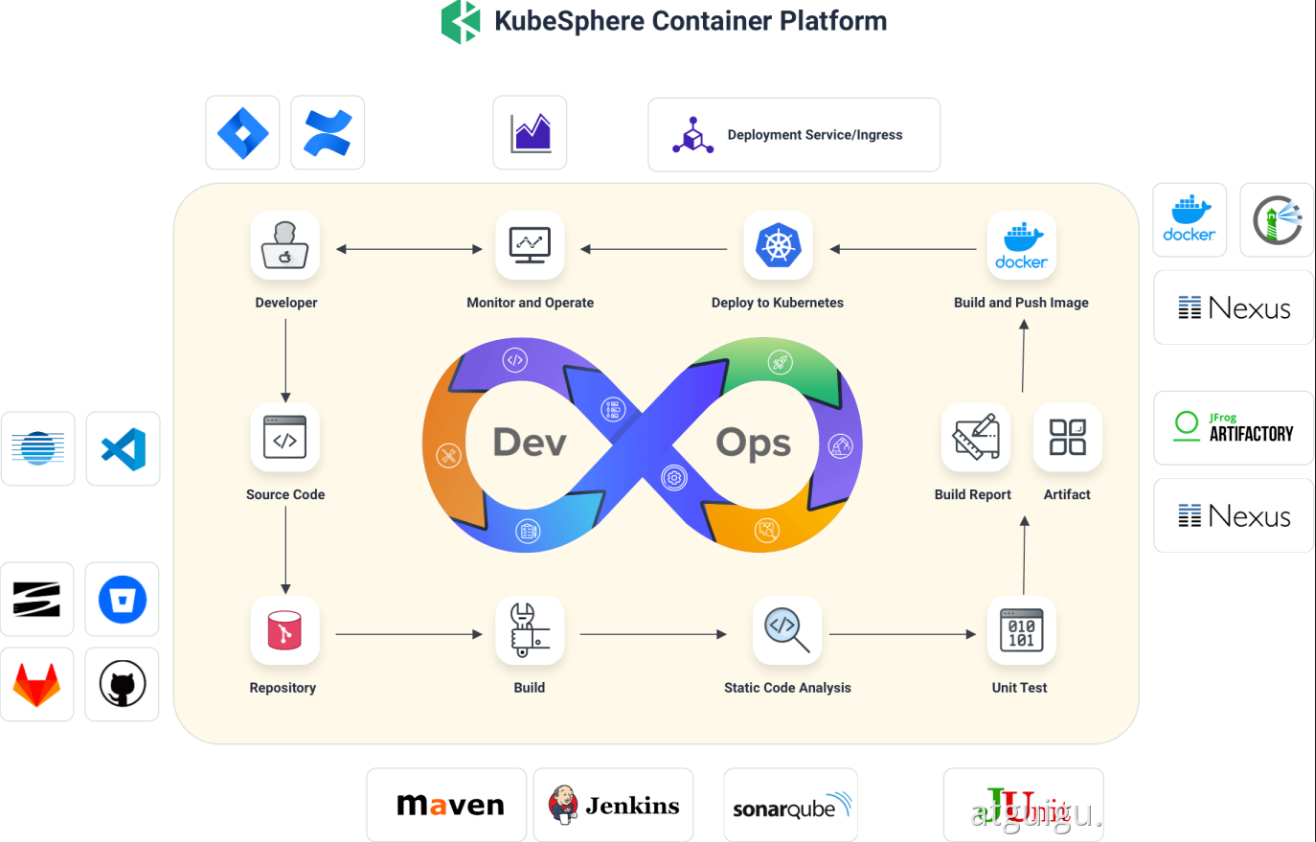 KubeSphere Container Platform
Deployment Service/Ingress
docker
docker
Developer
Monitor and Operate
Deploy to Kubernetes
Build and Push Image
Nexus
Dev
Ops
JFrog
ARTIFACTORY
Source Code
Build Report
Artifact
Nexus
010
101
Repository
Build
Static Code Analysis
Unit Test
maven
Jenkins
sonarqube
JUnit
atguigu.